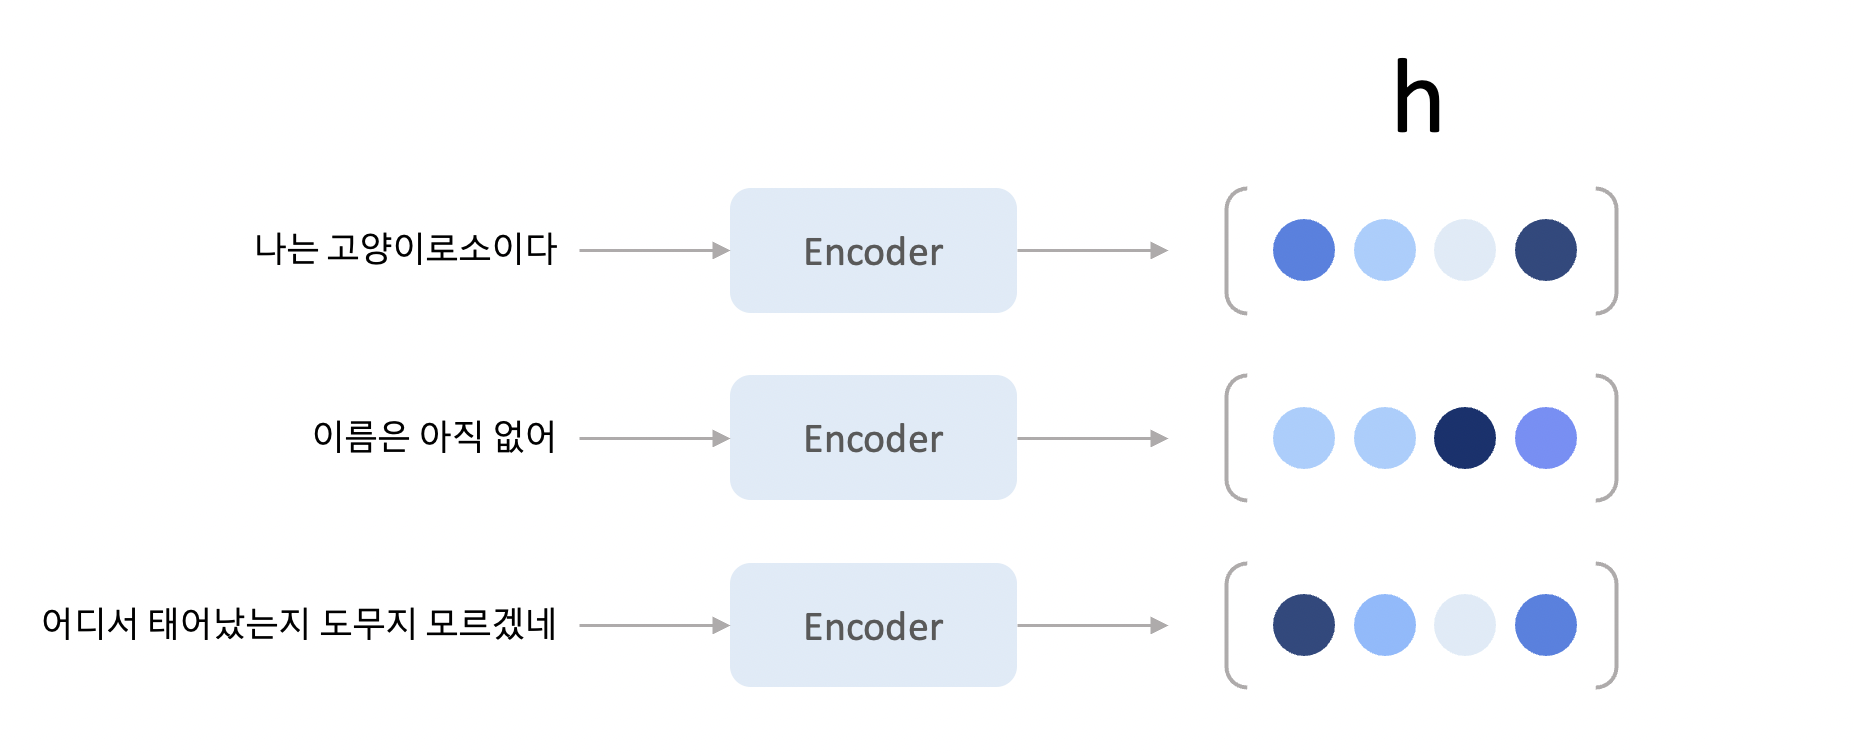 h
나는 고양이로소이다
Encoder
이름은 아직 없어
Encoder
어디서 태어났는지 도무지 모르겠네
Encoder